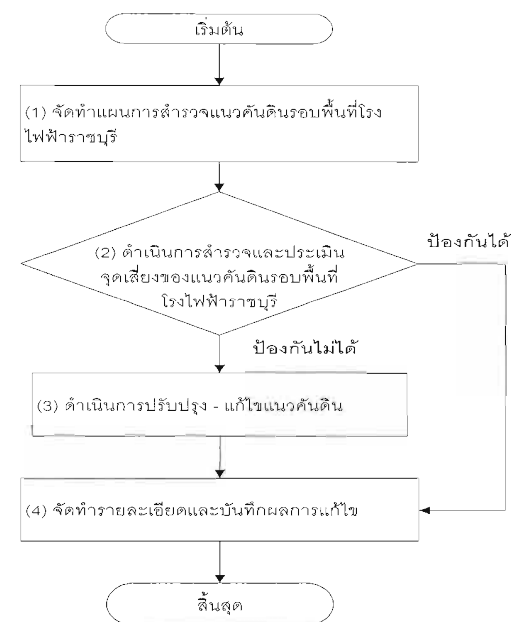 เริ่มต้น
(1) จัดทำแผนการสำรวจแนวคันดินรอบพื้นที่โรง
ไฟฟ้าราชบุรี
ป้องกันได้
(2) ดำเนินการสำรวจและประเมิน
จุดเสี่ยงของแนวคันดินรอบพื้นที่
โรงไฟฟ้าราชบุรี
ป้องกันไม่ได้
(3) ดำเนินการปรับปรุง - แก้ไขแนวคันดิน
(4) จัดทำรายละเอียดและบันทึกผลการแก้ไข
สิ้นสุด